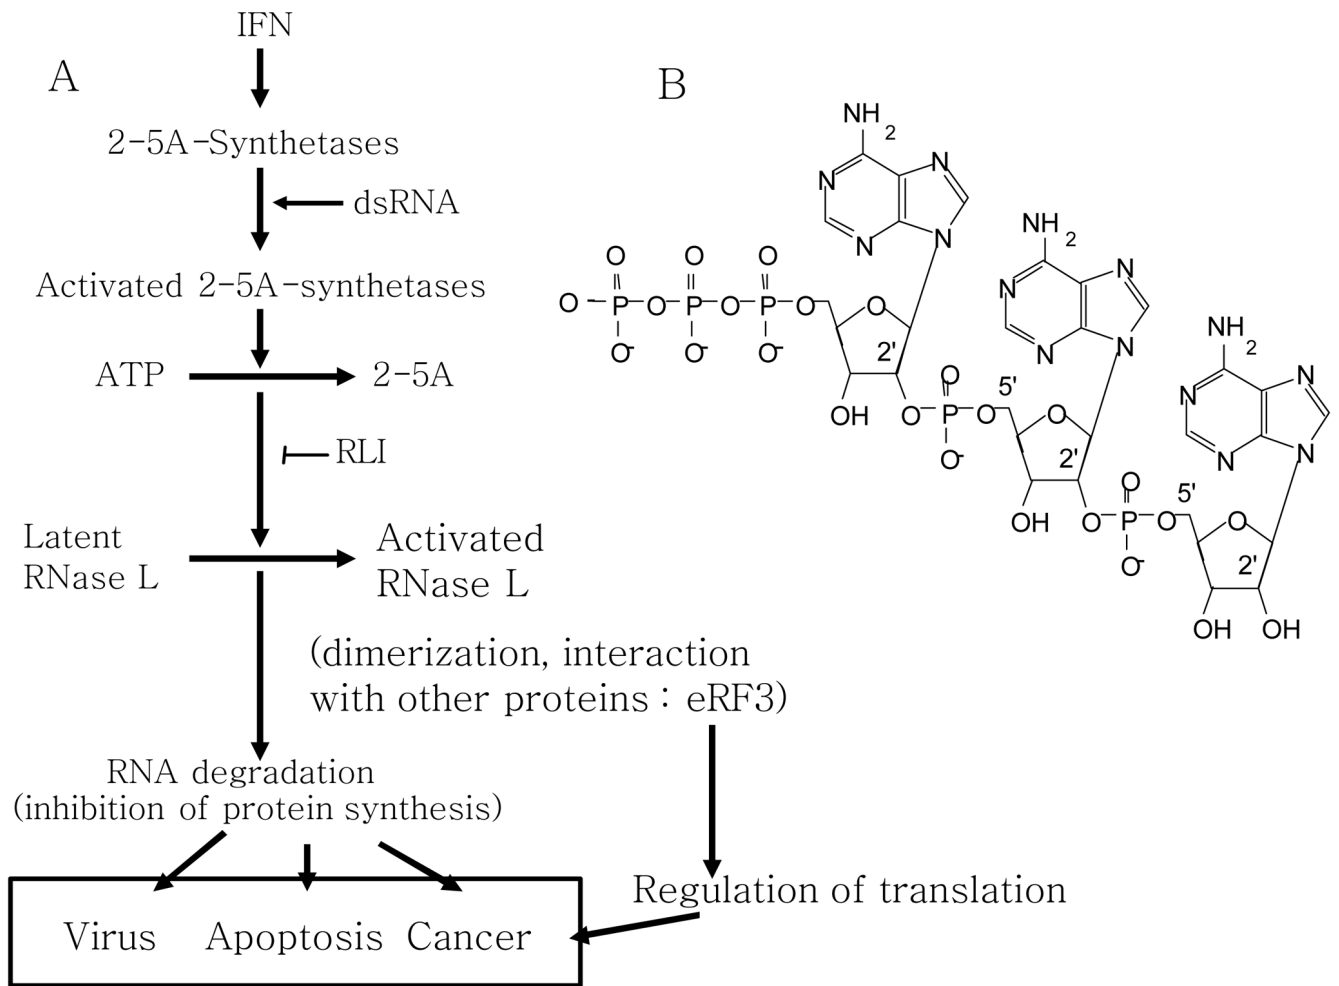 IFN
A
2-5A-Synthetases
dsRNA
Activated 2-5A-synthetases
ATP
2-5A
RLI
Latent
RNase L
Activated
RNase L
(dimerization, interaction
with other proteins : eRF3)
RNA degradation
(inhibition of protein synthesis)
Regulation of translation
Virus Apoptosis Cancer
B
NH2
N
N
N
N
O
O
O
O-
P
O
P
O
P
O
O
O-
O-
O-
2'
OH
O
P
O
O
O-
5'
NH2
N
N
N
N
O
2'
OH
O
P
O
O
O-
5'
NH2
N
N
N
N
O
2'
OH
OH